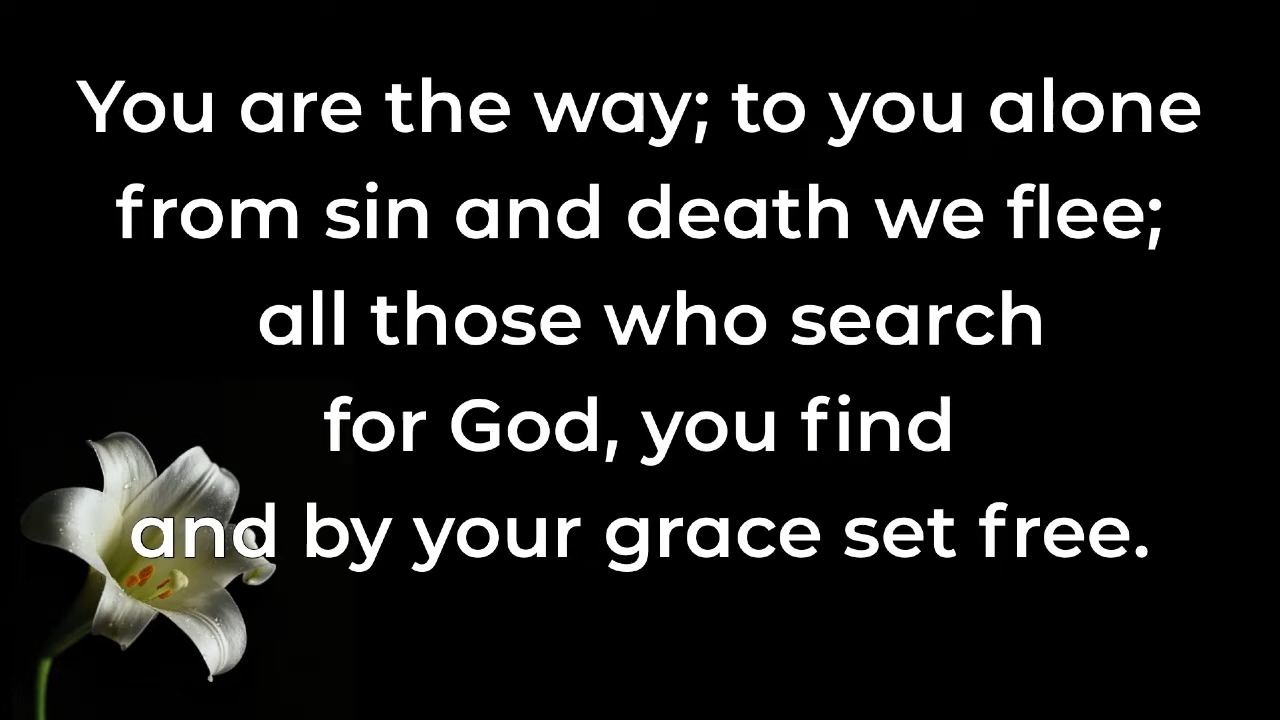 You are the way; to you alone
from sin and death we flee;
all those who search
for God, you find
and by your grace set free.